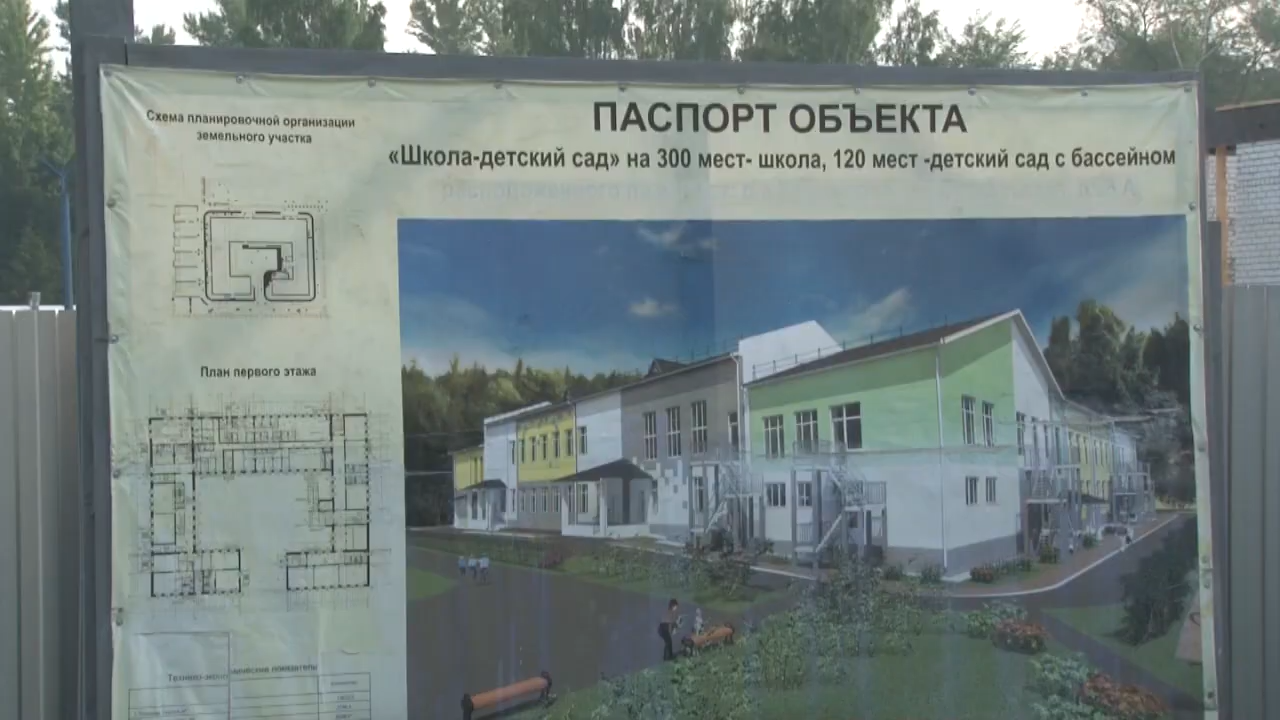 ПАСПОРТ ОБЪЕКТА
«Школа-детский сад» на 300 мест- школа, 120 мест -детский сад с бассейном
Схема планировочной организации
земельного участка
План первого этажа